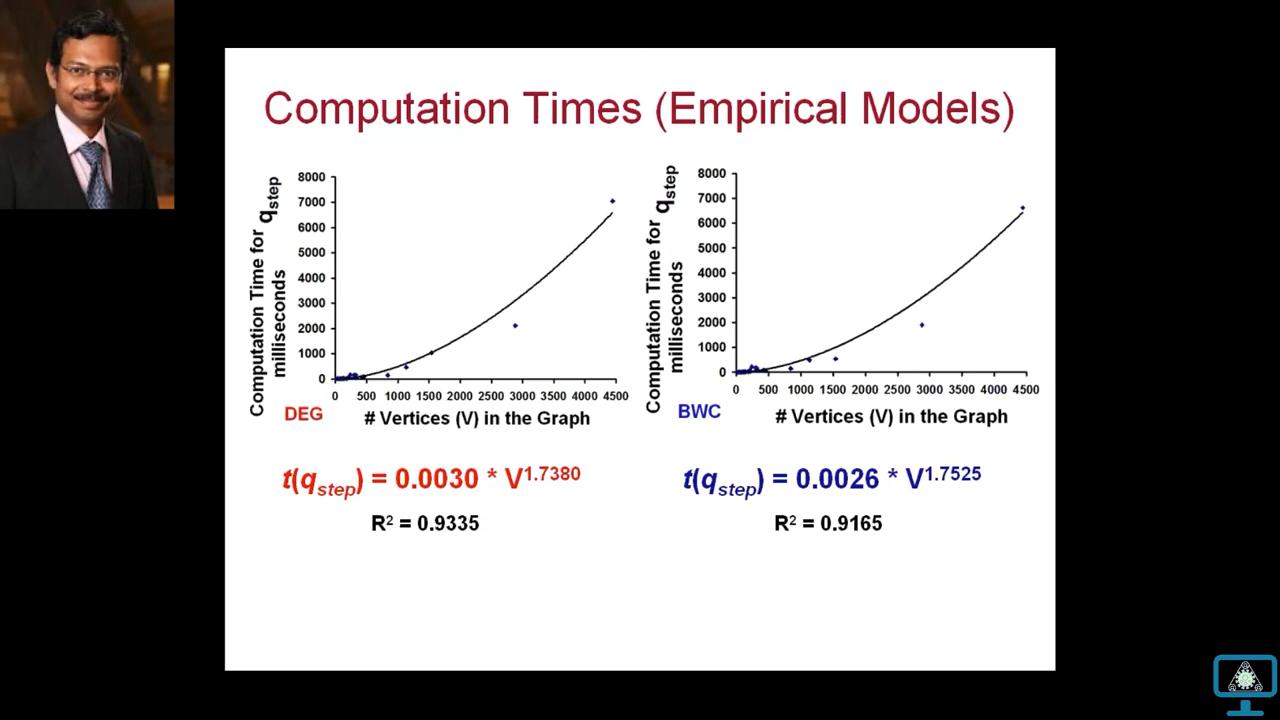 Computation Times (Empirical Models)
Computation Time for q_step
milliseconds
8000
7000
6000
5000
4000
3000
2000
1000
0
0 500 1000 1500 2000 2500 3000 3500 4000 4500
DEG
# Vertices (V) in the Graph
t(q_step) = 0.0030 * V^1.7380
R² = 0.9335
Computation Time for q_step
milliseconds
8000
7000
6000
5000
4000
3000
2000
1000
0
0 500 1000 1500 2000 2500 3000 3500 4000 4500
BWC
# Vertices (V) in the Graph
t(q_step) = 0.0026 * V^1.7525
R² = 0.9165